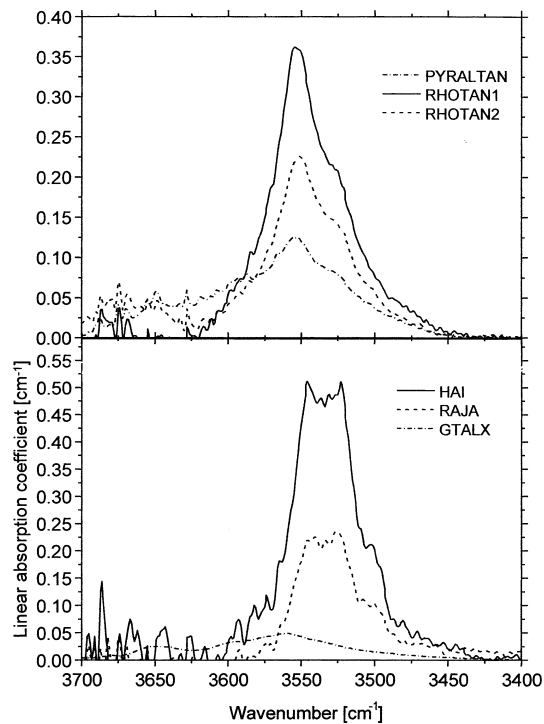 0.40
0.35
0.30
0.25
0.20
0.15
0.10
0.05
0.00
PYRALTAN
RHOTAN1
RHOTAN2
0.55
0.50
0.45
0.40
0.35
0.30
0.25
0.20
0.15
0.10
0.05
0.00
HAI
RAJA
GTALX
Linear absorption coefficient [cm-1]
3700 3650 3600 3550 3500 3450 3400
Wavenumber [cm-1]